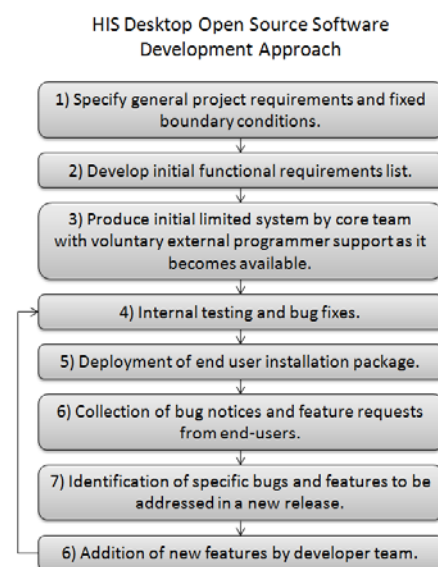 HIS Desktop Open Source Software
Development Approach
1) Specify general project requirements and fixed
boundary conditions.
2) Develop initial functional requirements list.
3) Produce initial limited system by core team
with voluntary external programmer support as it
becomes available.
4) Internal testing and bug fixes.
5) Deployment of end user installation package.
6) Collection of bug notices and feature requests
from end-users.
7) Identification of specific bugs and features to be
addressed in a new release.
6) Addition of new features by developer team.